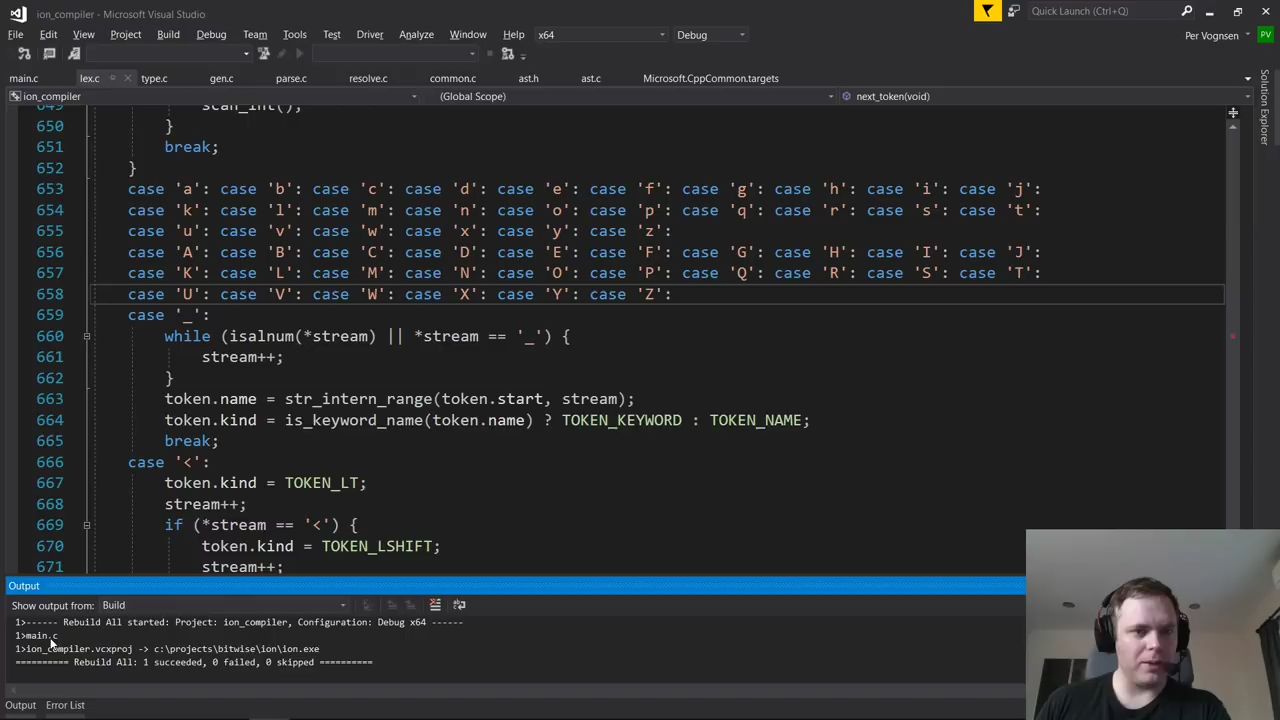 ion_compiler - Microsoft Visual Studio
Quick Launch (Ctrl+Q)
File Edit View Project Build Debug Team Tools Test Driver Analyze Window Help x64 Debug Per Vognsen PV
main.c lex.c type.c gen.c parse.c resolve.c common.c ast.h ast.c Microsoft.CppCommon.targets
ion_compiler (Global Scope) next_token(void)
Solution Explorer
649 scan_int();
650 }
651 break;
652 }
653 case 'a': case 'b': case 'c': case 'd': case 'e': case 'f': case 'g': case 'h': case 'i': case 'j':
654 case 'k': case 'l': case 'm': case 'n': case 'o': case 'p': case 'q': case 'r': case 's': case 't':
655 case 'u': case 'v': case 'w': case 'x': case 'y': case 'z':
656 case 'A': case 'B': case 'C': case 'D': case 'E': case 'F': case 'G': case 'H': case 'I': case 'J':
657 case 'K': case 'L': case 'M': case 'N': case 'O': case 'P': case 'Q': case 'R': case 'S': case 'T':
658 case 'U': case 'V': case 'W': case 'X': case 'Y': case 'Z':
659 case '_':
660 while (isalnum(*stream) || *stream == '_') {
661 stream++;
662 }
663 token.name = str_intern_range(token.start, stream);
664 token.kind = is_keyword_name(token.name) ? TOKEN_KEYWORD : TOKEN_NAME;
665 break;
666 case '<':
667 token.kind = TOKEN_LT;
668 stream++;
669 if (*stream == '<') {
670 token.kind = TOKEN_LSHIFT;
671 stream++;
Output
Show output from: Build
1>------ Rebuild All started: Project: ion_compiler, Configuration: Debug x64 ------
1>main.c
1>ion_compiler.vcxproj -> c:\projects\bitwise\ion\ion.exe
========== Rebuild All: 1 succeeded, 0 failed, 0 skipped ==========
Output Error List